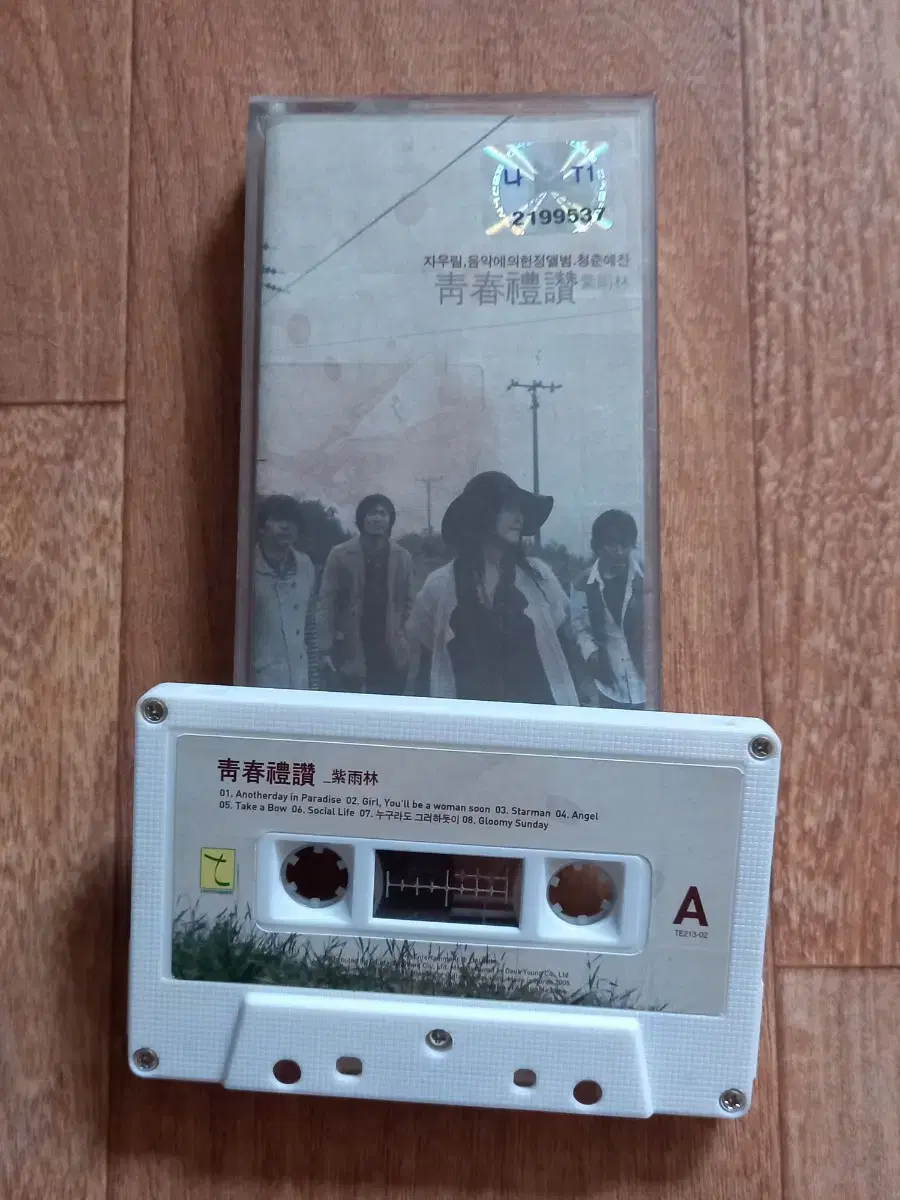 나 T1
2199537
자우림,음악에의헌정앨범.청춘예찬
靑春禮讚 紫雨林
靑春禮讚 _紫雨林
01. Anotherday in Paradise 02. Girl, You'll be a woman soon 03. Starman 04. Angel
05. Take a Bow 06. Social Life 07. 누구라도 그러하듯이 08. Gloomy Sunday
t
A
TE213-02